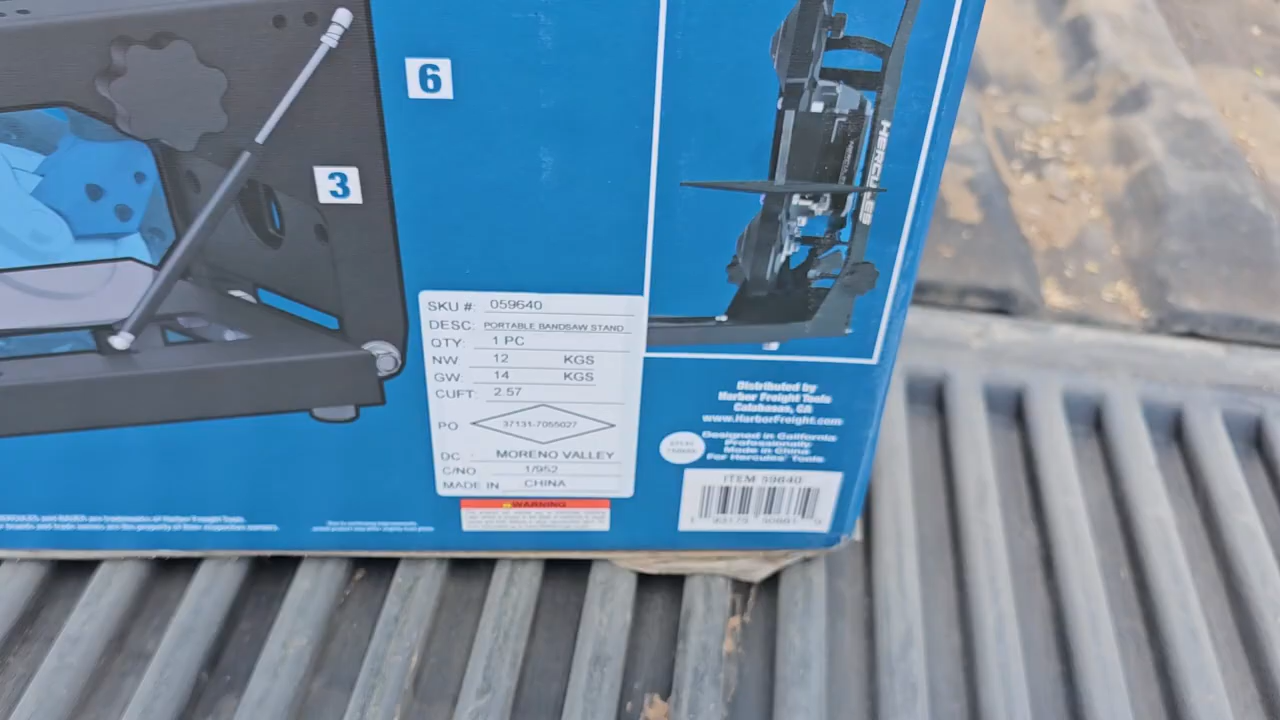 6
3
HERCULES
SKU #: 059640
DESC: PORTABLE BANDSAW STAND
QTY: 1 PC
NW 12 KGS
GW: 14 KGS
CUFT: 2.57
PO 37131-7055027
DC : MORENO VALLEY
C/NO 1/952
MADE IN CHINA
WARNING
Distributed by
Harbor Freight Tools
Calabasas, CA
www.HarborFreight.com
Designed in California
Professionally
Made in China
For Hercules Tools.
ITEM 59640